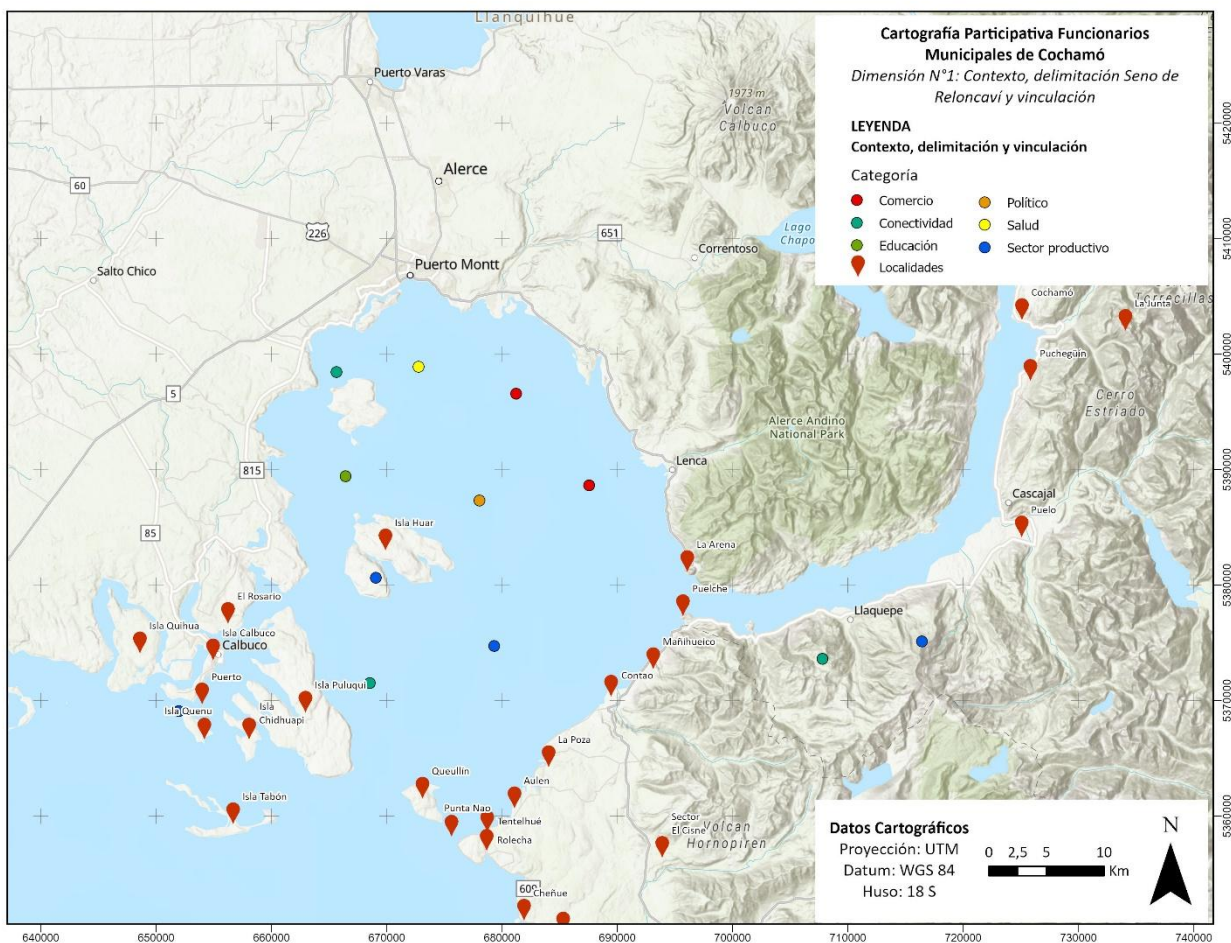 Llanquihue
Puerto Varas
1973 m
Volcan
Calbuco
Alerce
60
226
651
Correntoso
Lago
Chapo
Salto Chico
Puerto Montt
5
815
85
Lenca
Alerce Andino
National Park
Cochamó
La Junta
Torrecillas
Puchegüin
Cerro
Estriado
Cascajal
Puelo
Isla Huar
La Arena
Puelche
Llaquepe
El Rosario
Isla Quihua
Isla Calbuco
Calbuco
Puerto
Mañihueico
Contao
Isla Puluqui
Isla Quenu
Isla
Chidhuapi
La Poza
Queullín
Aulen
Isla Tabón
Punta Nao
Tentelhué
Rolecha
Sector
El Cisne
Volcan
Hornopiren
609
Cheñue
Cartografía Participativa Funcionarios
Municipales de Cochamó
Dimensión N°1: Contexto, delimitación Seno de
Reloncaví y vinculación
LEYENDA
Contexto, delimitación y vinculación
Categoría
Comercio
Conectividad
Educación
Localidades
Político
Salud
Sector productivo
Datos Cartográficos
Proyección: UTM
Datum: WGS 84
Huso: 18 S
0 2,5 5 10
Km
N
5420000
5410000
5400000
5390000
5380000
5370000
5360000
640000 650000 660000 670000 680000 690000 700000 710000 720000 730000 740000